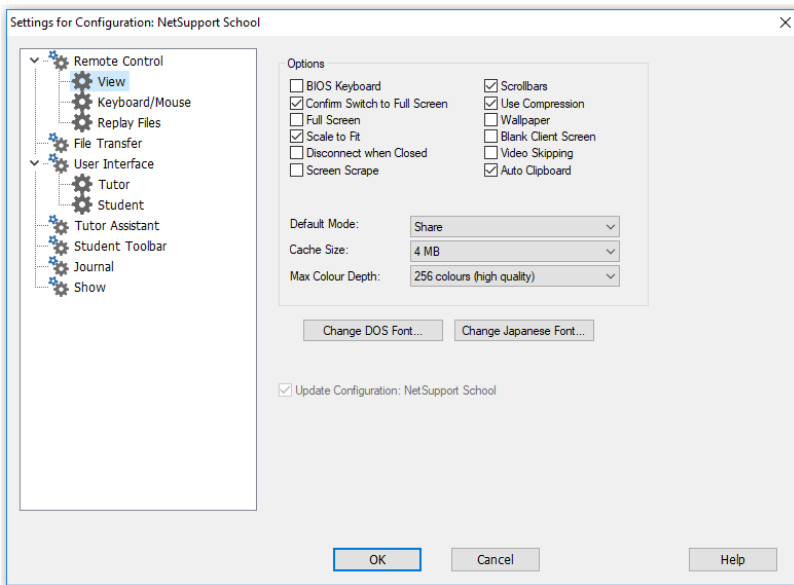 Settings for Configuration: NetSupport School
Remote Control
View
Keyboard/Mouse
Replay Files
File Transfer
User Interface
Tutor
Student
Tutor Assistant
Student Toolbar
Journal
Show
Options
BIOS Keyboard
Confirm Switch to Full Screen
Full Screen
Scale to Fit
Disconnect when Closed
Screen Scrape
Scrollbars
Use Compression
Wallpaper
Blank Client Screen
Video Skipping
Auto Clipboard
Default Mode: Share
Cache Size: 4 MB
Max Colour Depth: 256 colours (high quality)
Change DOS Font... Change Japanese Font...
Update Configuration: NetSupport School
OK Cancel Help